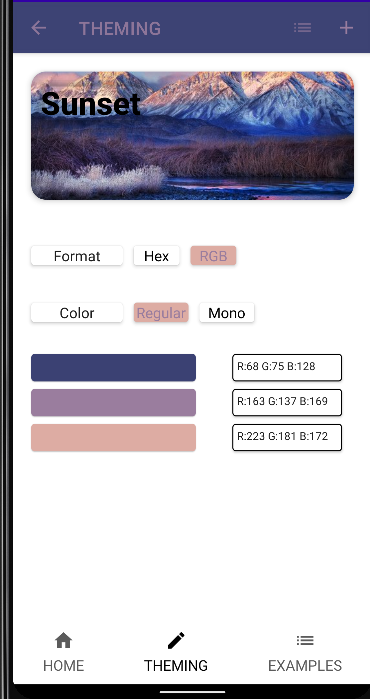 THEMING
Sunset
Format Hex RGB
Color Regular Mono
R:68 G:75 B:128
R:163 G:137 B:169
R:223 G:181 B:172
HOME THEMING EXAMPLES